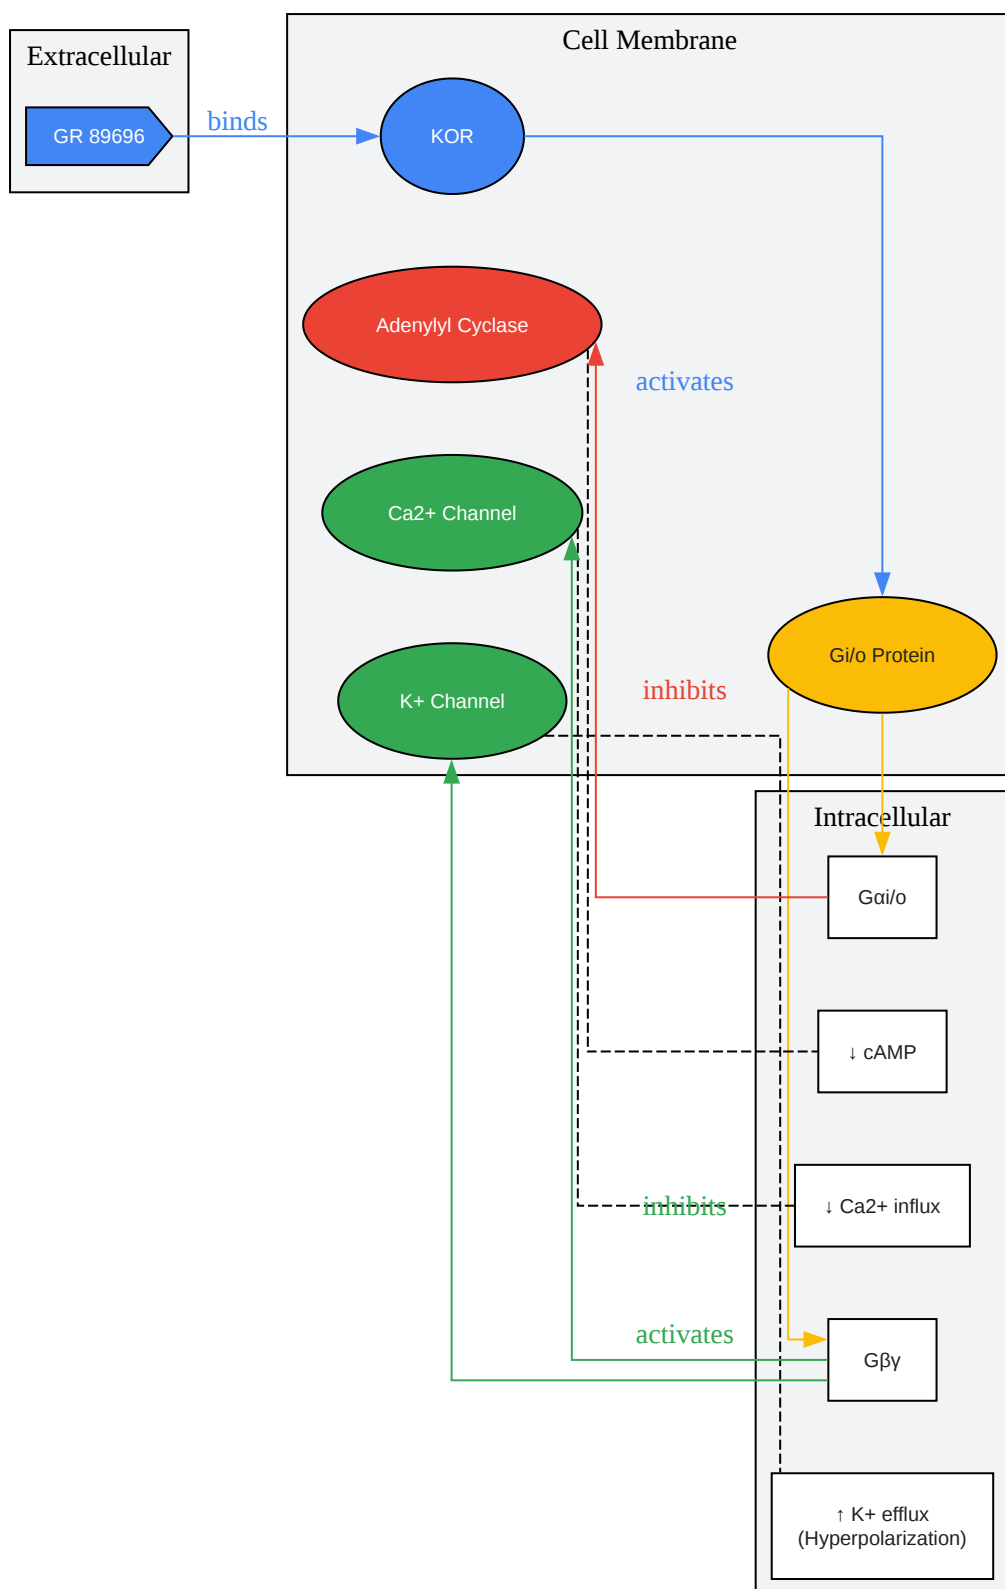 Extracellular
GR 89696
binds
Cell Membrane
KOR
Adenylyl Cyclase
activates
Ca2+ Channel
Gi/o Protein
K+ Channel
inhibits
Intracellular
Gαi/o
↓ cAMP
↓ Ca2+ influx
inhibits
activates
Gβγ
↑ K+ efflux
(Hyperpolarization)